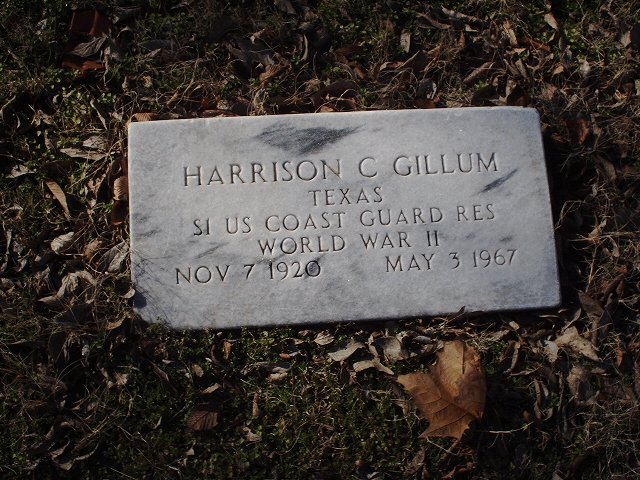 HARRISON C GILLUM
TEXAS
S1 US COAST GUARD RES
WORLD WAR II
NOV 7 1920 MAY 3 1967